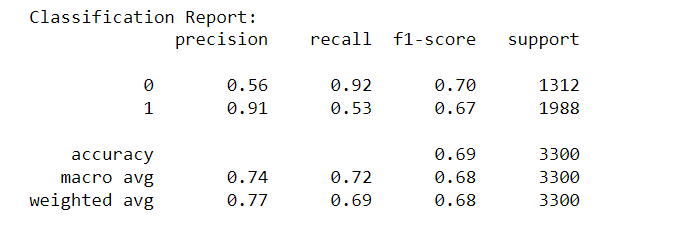 Classification Report:
precision recall f1-score support
0 0.56 0.92 0.70 1312
1 0.91 0.53 0.67 1988
accuracy 0.69 3300
macro avg 0.74 0.72 0.68 3300
weighted avg 0.77 0.69 0.68 3300